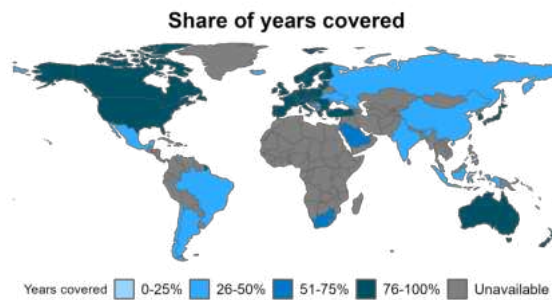 Share of years covered
Years covered 0-25% 26-50% 51-75% 76-100% Unavailable